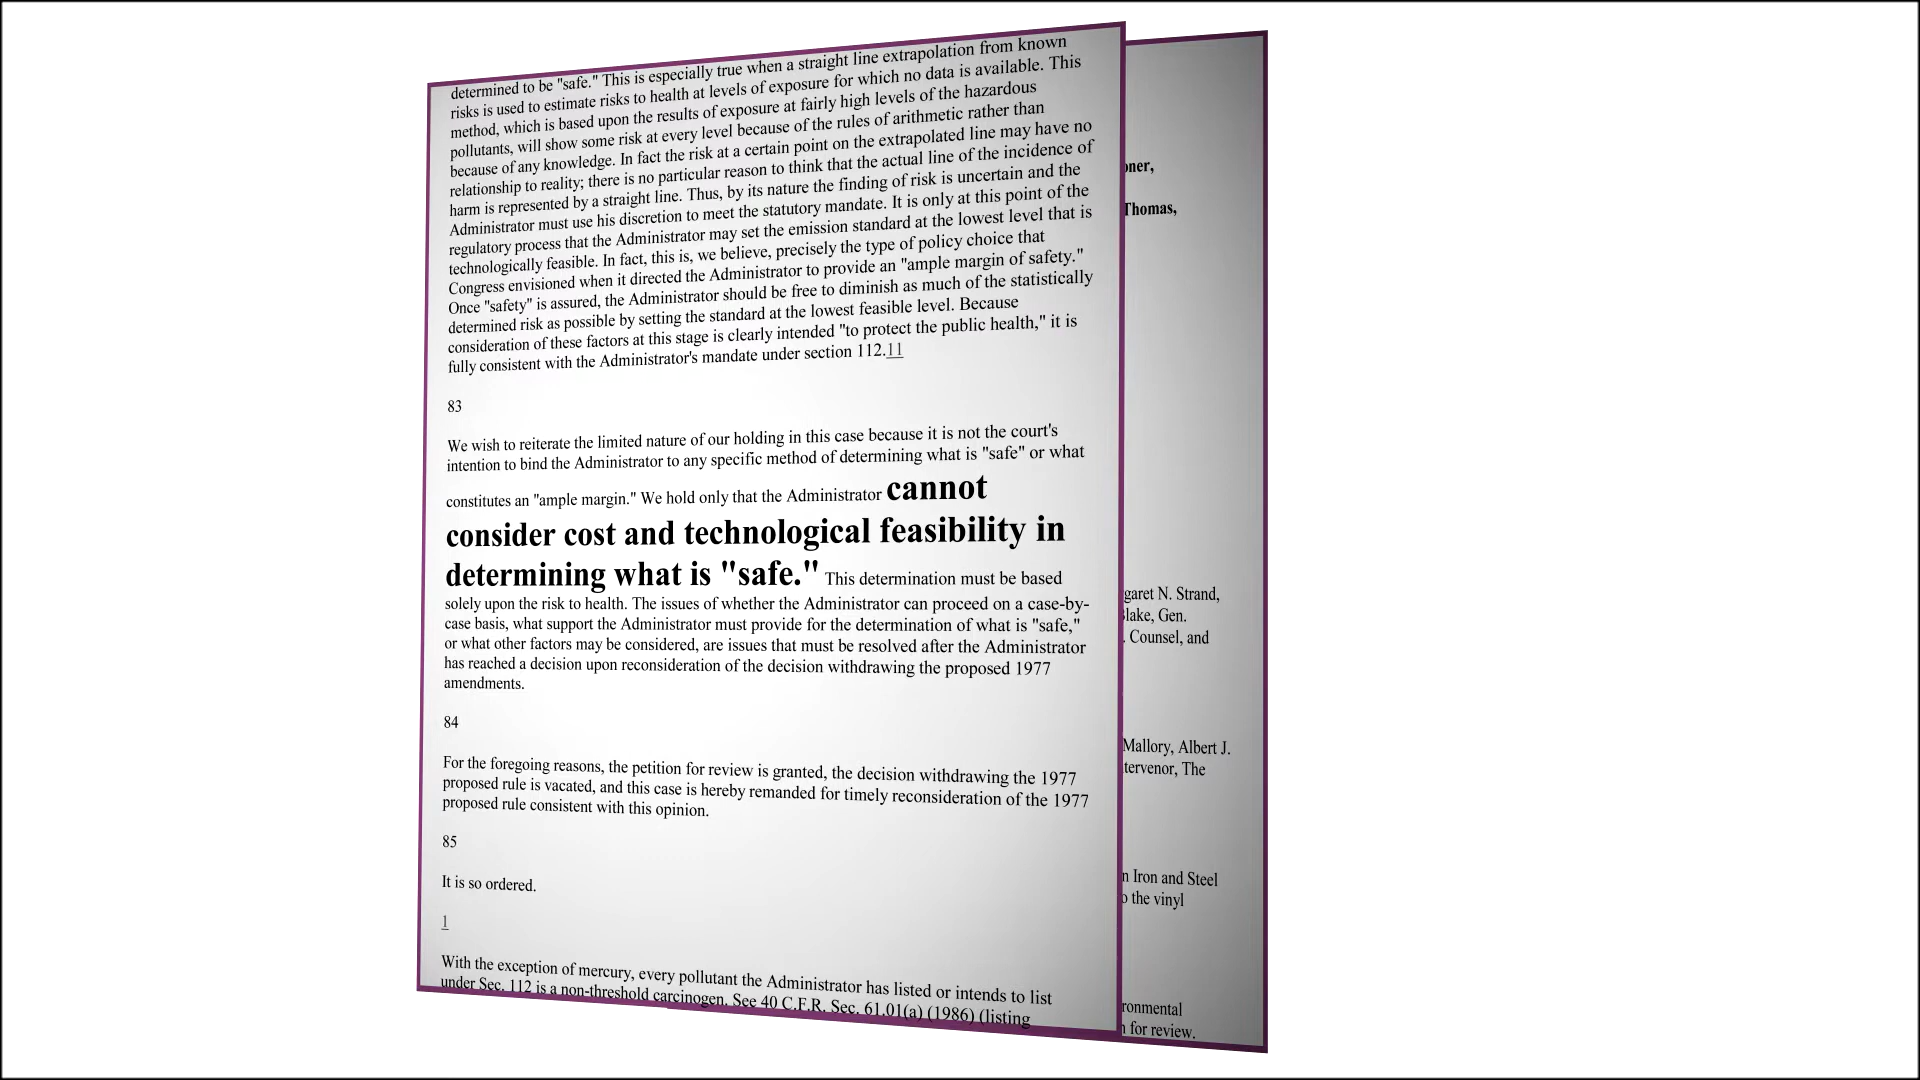 determined to be "safe." This is especially true when a straight line extrapolation from known
risks is used to estimate risks to health at levels of exposure for which no data is available. This
method, which is based upon the results of exposure at fairly high levels of the hazardous
pollutants, will show some risk at every level because of the rules of arithmetic rather than
because of any knowledge. In fact the risk at a certain point on the extrapolated line may have no
relationship to reality; there is no particular reason to think that the actual line of the incidence of
harm is represented by a straight line. Thus, by its nature the finding of risk is uncertain and the
Administrator must use his discretion to meet the statutory mandate. It is only at this point of the
regulatory process that the Administrator may set the emission standard at the lowest level that is
technologically feasible. In fact, this is, we believe, precisely the type of policy choice that
Congress envisioned when it directed the Administrator to provide an "ample margin of safety."
Once "safety" is assured, the Administrator should be free to diminish as much of the statistically
determined risk as possible by setting the standard at the lowest feasible level. Because
consideration of these factors at this stage is clearly intended "to protect the public health," it is
fully consistent with the Administrator's mandate under section 112.11
83
We wish to reiterate the limited nature of our holding in this case because it is not the court's
intention to bind the Administrator to any specific method of determining what is "safe" or what
constitutes an "ample margin." We hold only that the Administrator cannot
consider cost and technological feasibility in
determining what is "safe." This determination must be based
solely upon the risk to health. The issues of whether the Administrator can proceed on a case-by-
case basis, what support the Administrator must provide for the determination of what is "safe,"
or what other factors may be considered, are issues that must be resolved after the Administrator
has reached a decision upon reconsideration of the decision withdrawing the proposed 1977
amendments.
84
For the foregoing reasons, the petition for review is granted, the decision withdrawing the 1977
proposed rule is vacated, and this case is hereby remanded for timely reconsideration of the 1977
proposed rule consistent with this opinion.
85
It is so ordered.
1
With the exception of mercury, every pollutant the Administrator has listed or intends to list
under Sec. 112 is a non-threshold carcinogen. See 40 C.F.R. Sec. 61.01(a) (1986) (listing
oner,
Thomas,
garet N. Strand,
Blake, Gen.
. Counsel, and
Mallory, Albert J.
tervenor, The
n Iron and Steel
o the vinyl
ronmental
n for review.